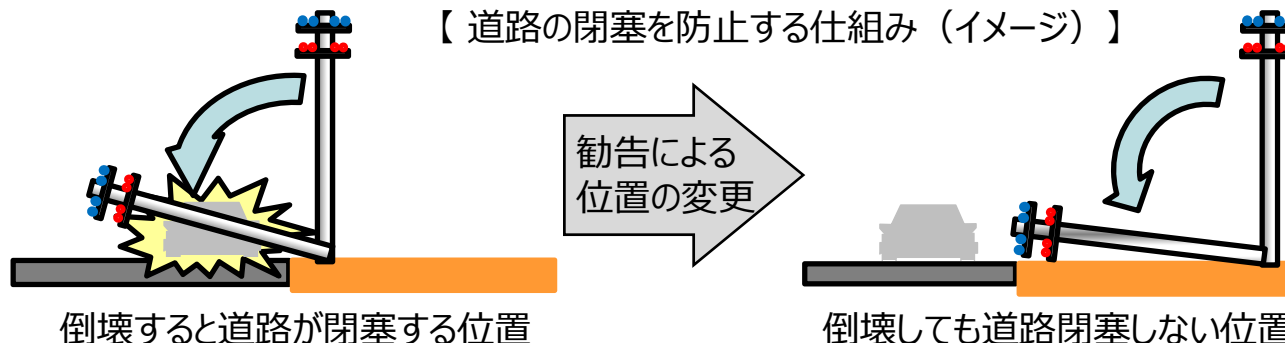 【 道路の閉塞を防止する仕組み（イメージ）】
勧告による
位置の変更
倒壊すると道路が閉塞する位置
倒壊しても道路閉塞しない位置